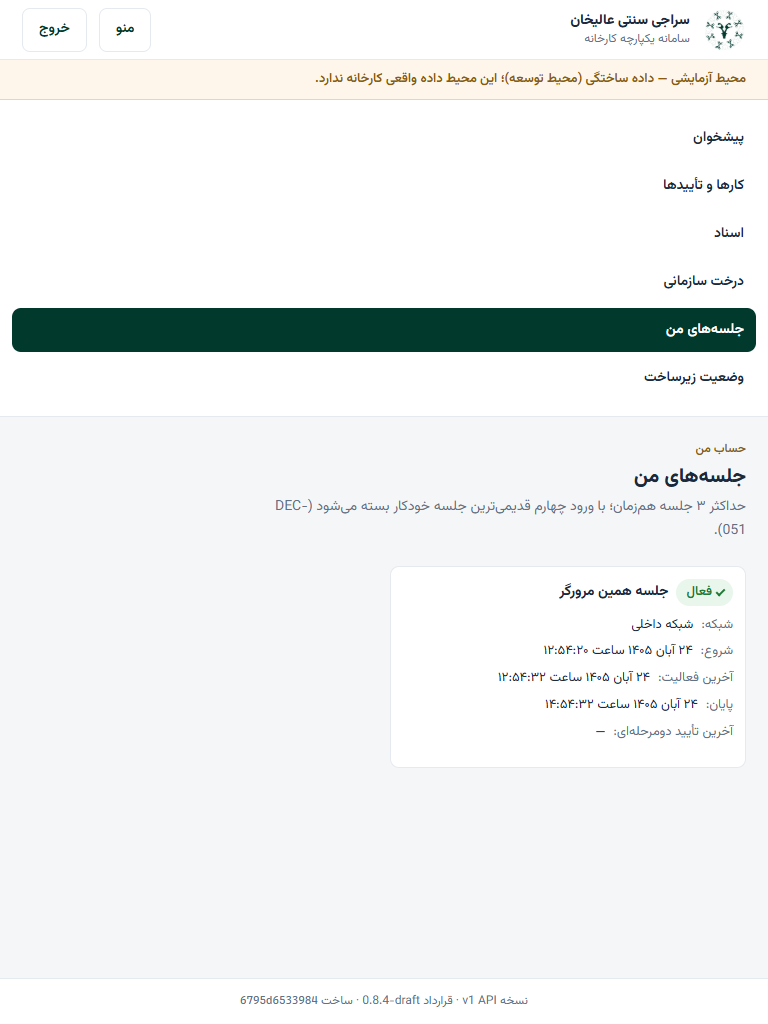 سراجی سنتی عالیخان
سامانه یکپارچه کارخانه
منو
خروج
محیط آزمایشی — داده ساختگی (محیط توسعه)؛ این محیط داده واقعی کارخانه ندارد.
پیشخوان
کارها و تأییدها
اسناد
درخت سازمانی
جلسه‌های من
وضعیت زیرساخت
حساب من
جلسه‌های من
حداکثر ۳ جلسه هم‌زمان؛ با ورود چهارم قدیمی‌ترین جلسه خودکار بسته می‌شود (DEC-
051).
فعال جلسه همین مرورگر
شبکه: شبکه داخلی
شروع: ۲۴ آبان ۱۴۰۵ ساعت ۱۲:۵۴:۲۰
آخرین فعالیت: ۲۴ آبان ۱۴۰۵ ساعت ۱۲:۵۴:۳۲
پایان: ۲۴ آبان ۱۴۰۵ ساعت ۱۴:۵۴:۳۲
آخرین تأیید دومرحله‌ای: —
نسخه v1 API · قرارداد 0.8.4-draft · ساخت 6795d6533984